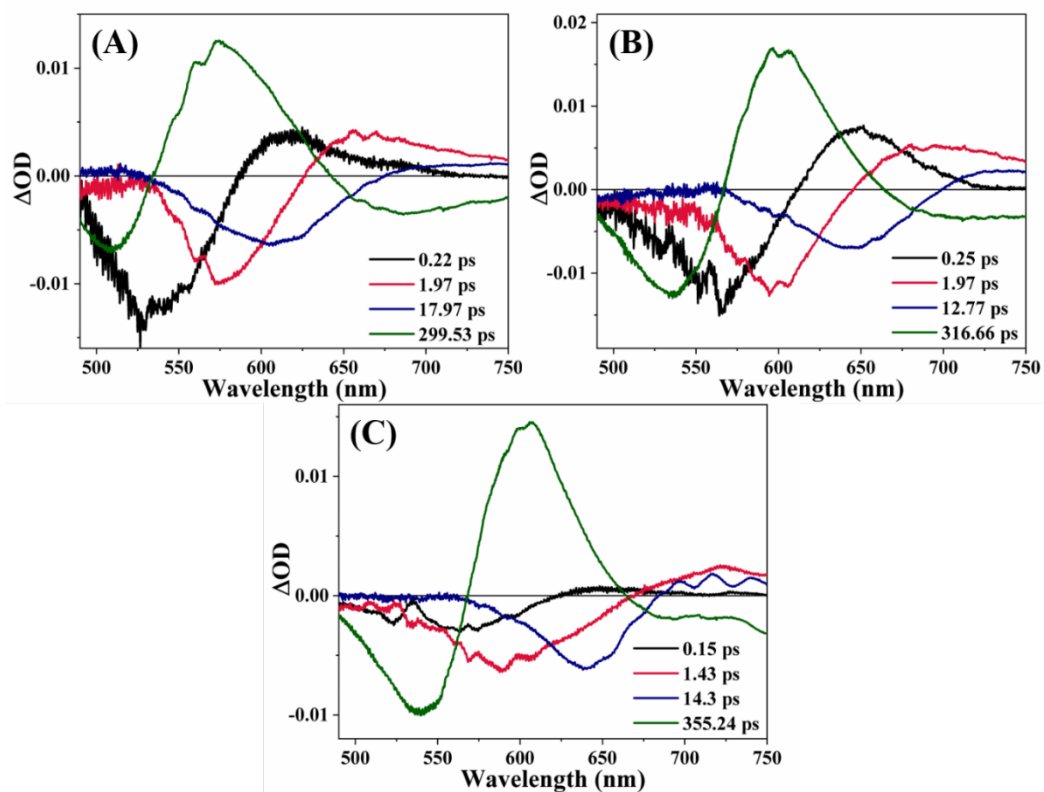 (A)
0.01
0.00
-0.01
ΔOD
0.22 ps
1.97 ps
17.97 ps
299.53 ps
500 550 600 650 700 750
Wavelength (nm)
(B)
0.02
0.01
0.00
-0.01
ΔOD
0.25 ps
1.97 ps
12.77 ps
316.66 ps
500 550 600 650 700 750
Wavelength (nm)
(C)
0.01
0.00
-0.01
ΔOD
0.15 ps
1.43 ps
14.3 ps
355.24 ps
500 550 600 650 700 750
Wavelength (nm)